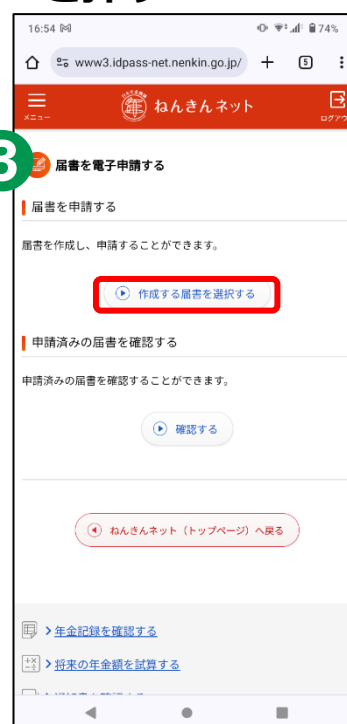 16:54
74%
www3.idpass-net.nenkin.go.jp/
5
メニュー
ねんきんネット
3
届書を電子申請する
届書を申請する
届書を作成し、申請することができます。
作成する届書を選択する
申請済みの届書を確認する
申請済みの届書を確認することができます。
確認する
ねんきんネット（トップページ）へ戻る
年金記録を確認する
将来の年金額を試算する